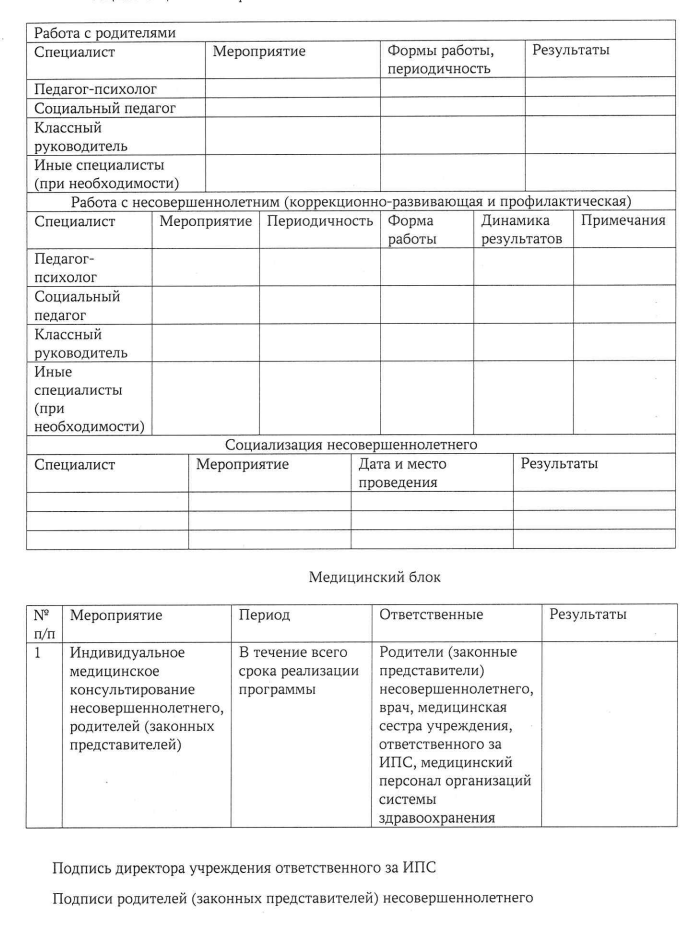 Работа с родителями
Специалист Мероприятие Формы работы, Результаты
периодичность
Педагог-психолог
Социальный педагог
Классный
руководитель
Иные специалисты
(при необходимости)
Работа с несовершеннолетним (коррекционно-развивающая и профилактическая)
Специалист Мероприятие Периодичность Форма Динамика Примечания
работы результатов
Педагог-
психолог
Социальный
педагог
Классный
руководитель
Иные
специалисты
(при
необходимости)
Социализация несовершеннолетнего
Специалист Мероприятие Дата и место Результаты
проведения
Медицинский блок
№ Мероприятие Период Ответственные Результаты
п/п
1 Индивидуальное В течение всего Родители (законные
медицинское срока реализации представители)
консультирование программы несовершеннолетнего,
несовершеннолетнего, врач, медицинская
родителей (законных сестра учреждения,
представителей) ответственного за
ИПС, медицинский
персонал организаций
системы
здравоохранения
Подпись директора учреждения ответственного за ИПС
Подписи родителей (законных представителей) несовершеннолетнего